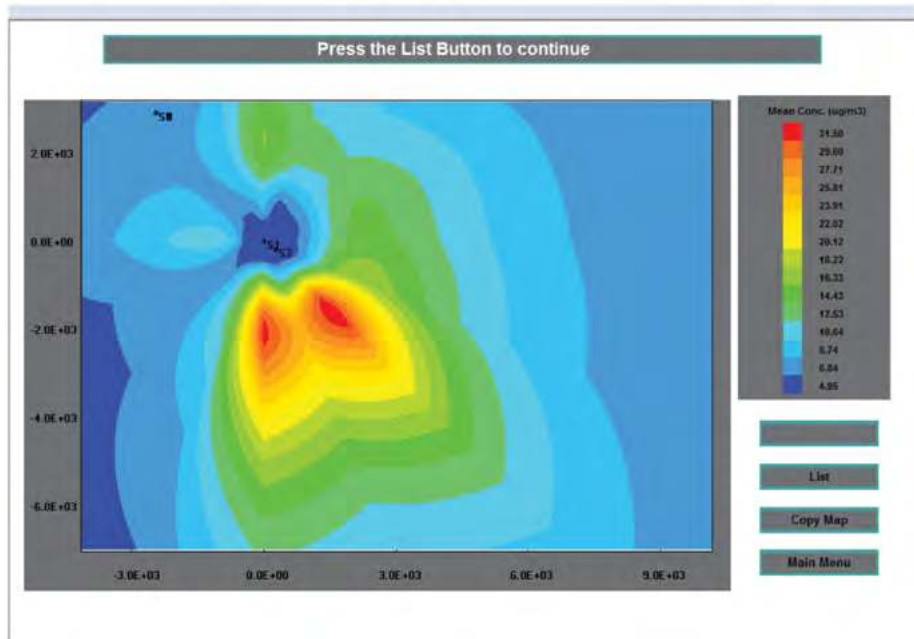 Press the List Button to continue
Mean Conc. (ug/m3)
31.50
29.60
27.71
25.81
23.91
22.02
20.12
18.22
16.33
14.43
12.53
10.64
8.74
6.84
4.95
2.0E+03
0.0E+00
-2.0E+03
-4.0E+03
-6.0E+03
-3.0E+03
0.0E+00
3.0E+03
6.0E+03
9.0E+03
List
Copy Map
Main Menu